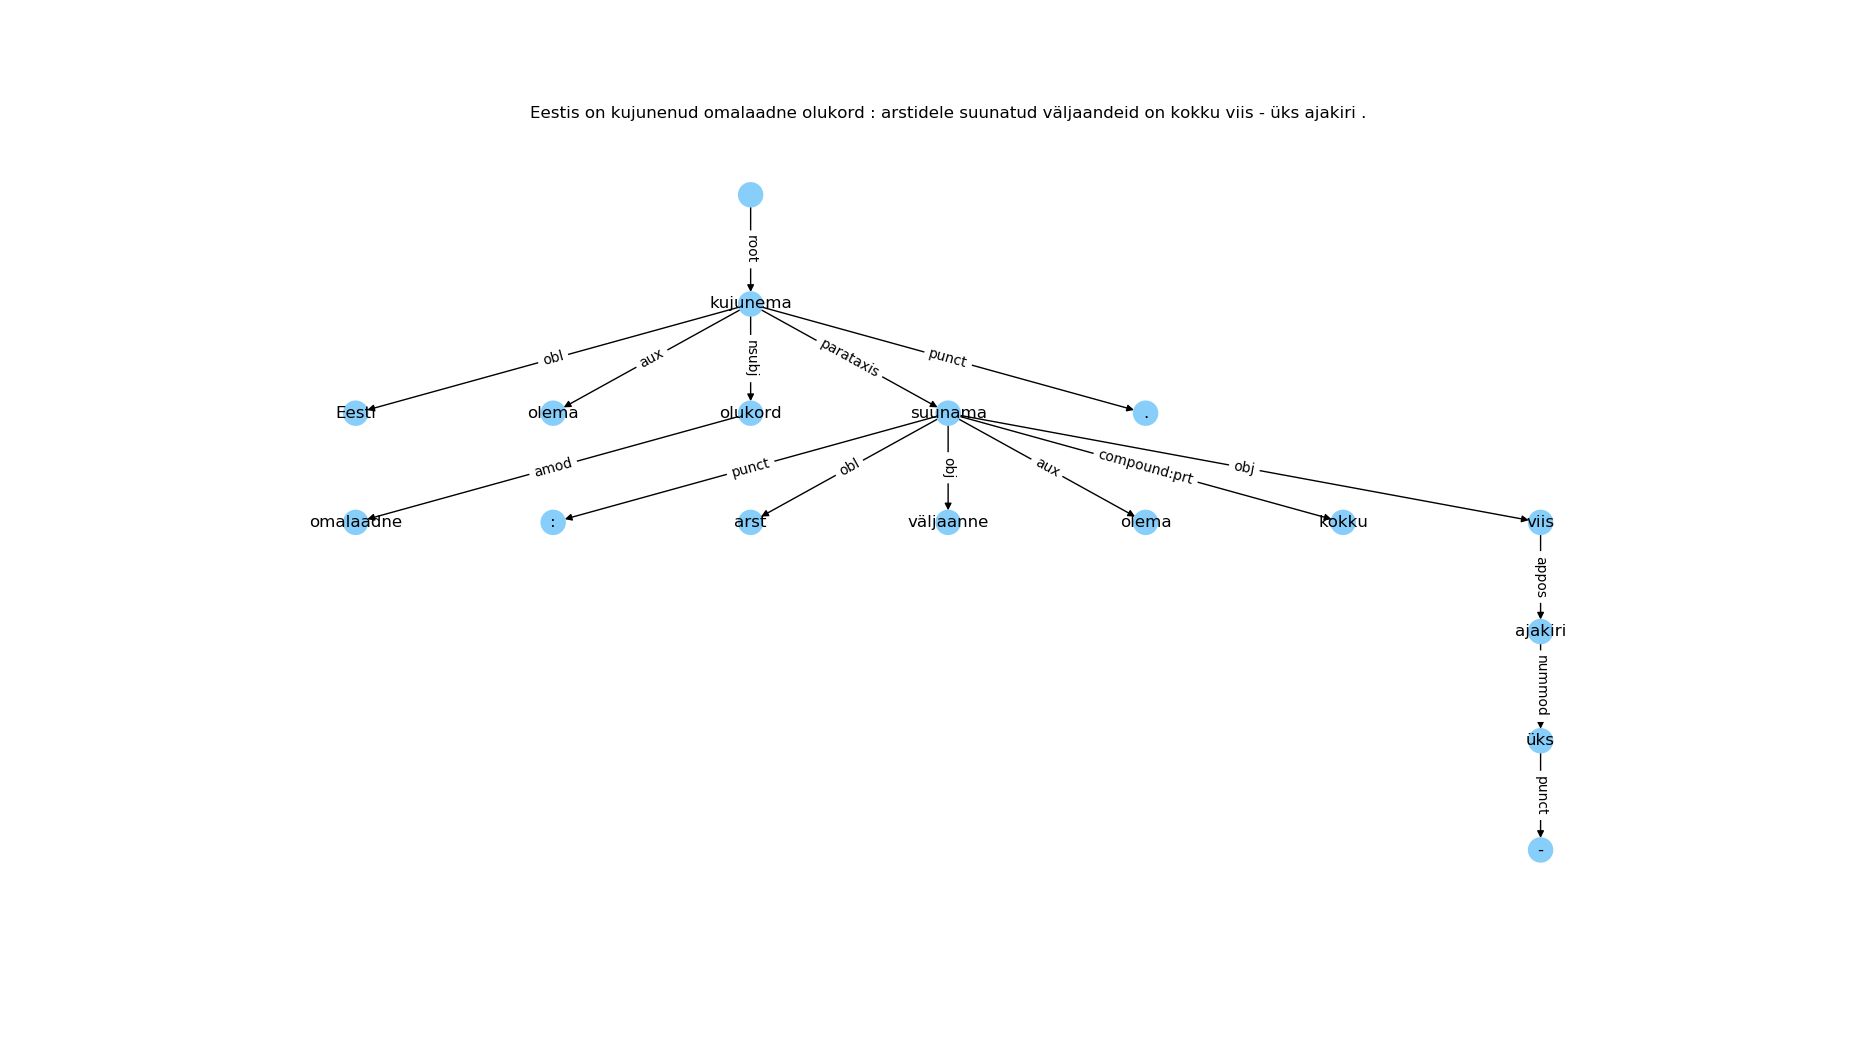 Eestis on kujunenud omalaadne olukord : arstidele suunatud väljaandeid on kokku viis - üks ajakiri .
root
kujunema
obl aux nsubj parataxis punct
Eesti olema olukord suunama .
amod punct obl obj aux compound:prt obj
omalaadne : arst väljaanne olema kokku viis
appos
ajakiri
nummod
üks
punct
-